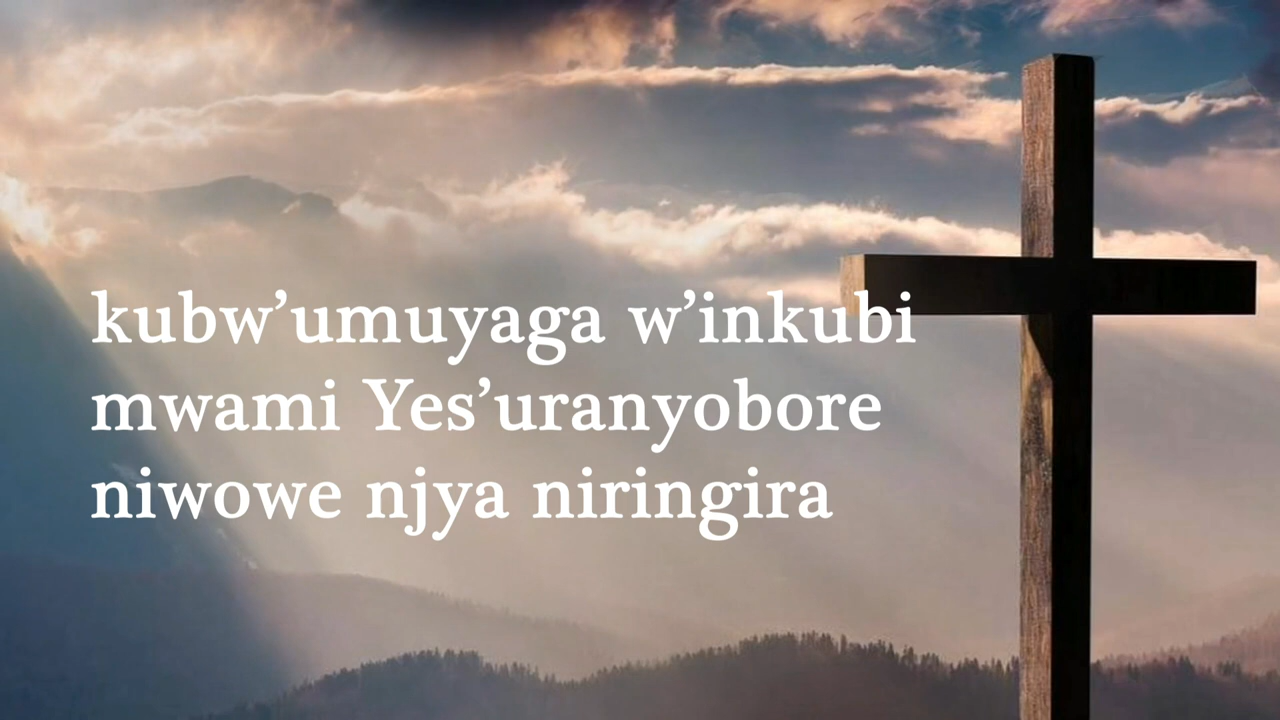 kubw’umuyaga w’inkubi
mwami Yes’uranyobore
niwowe njya niringira